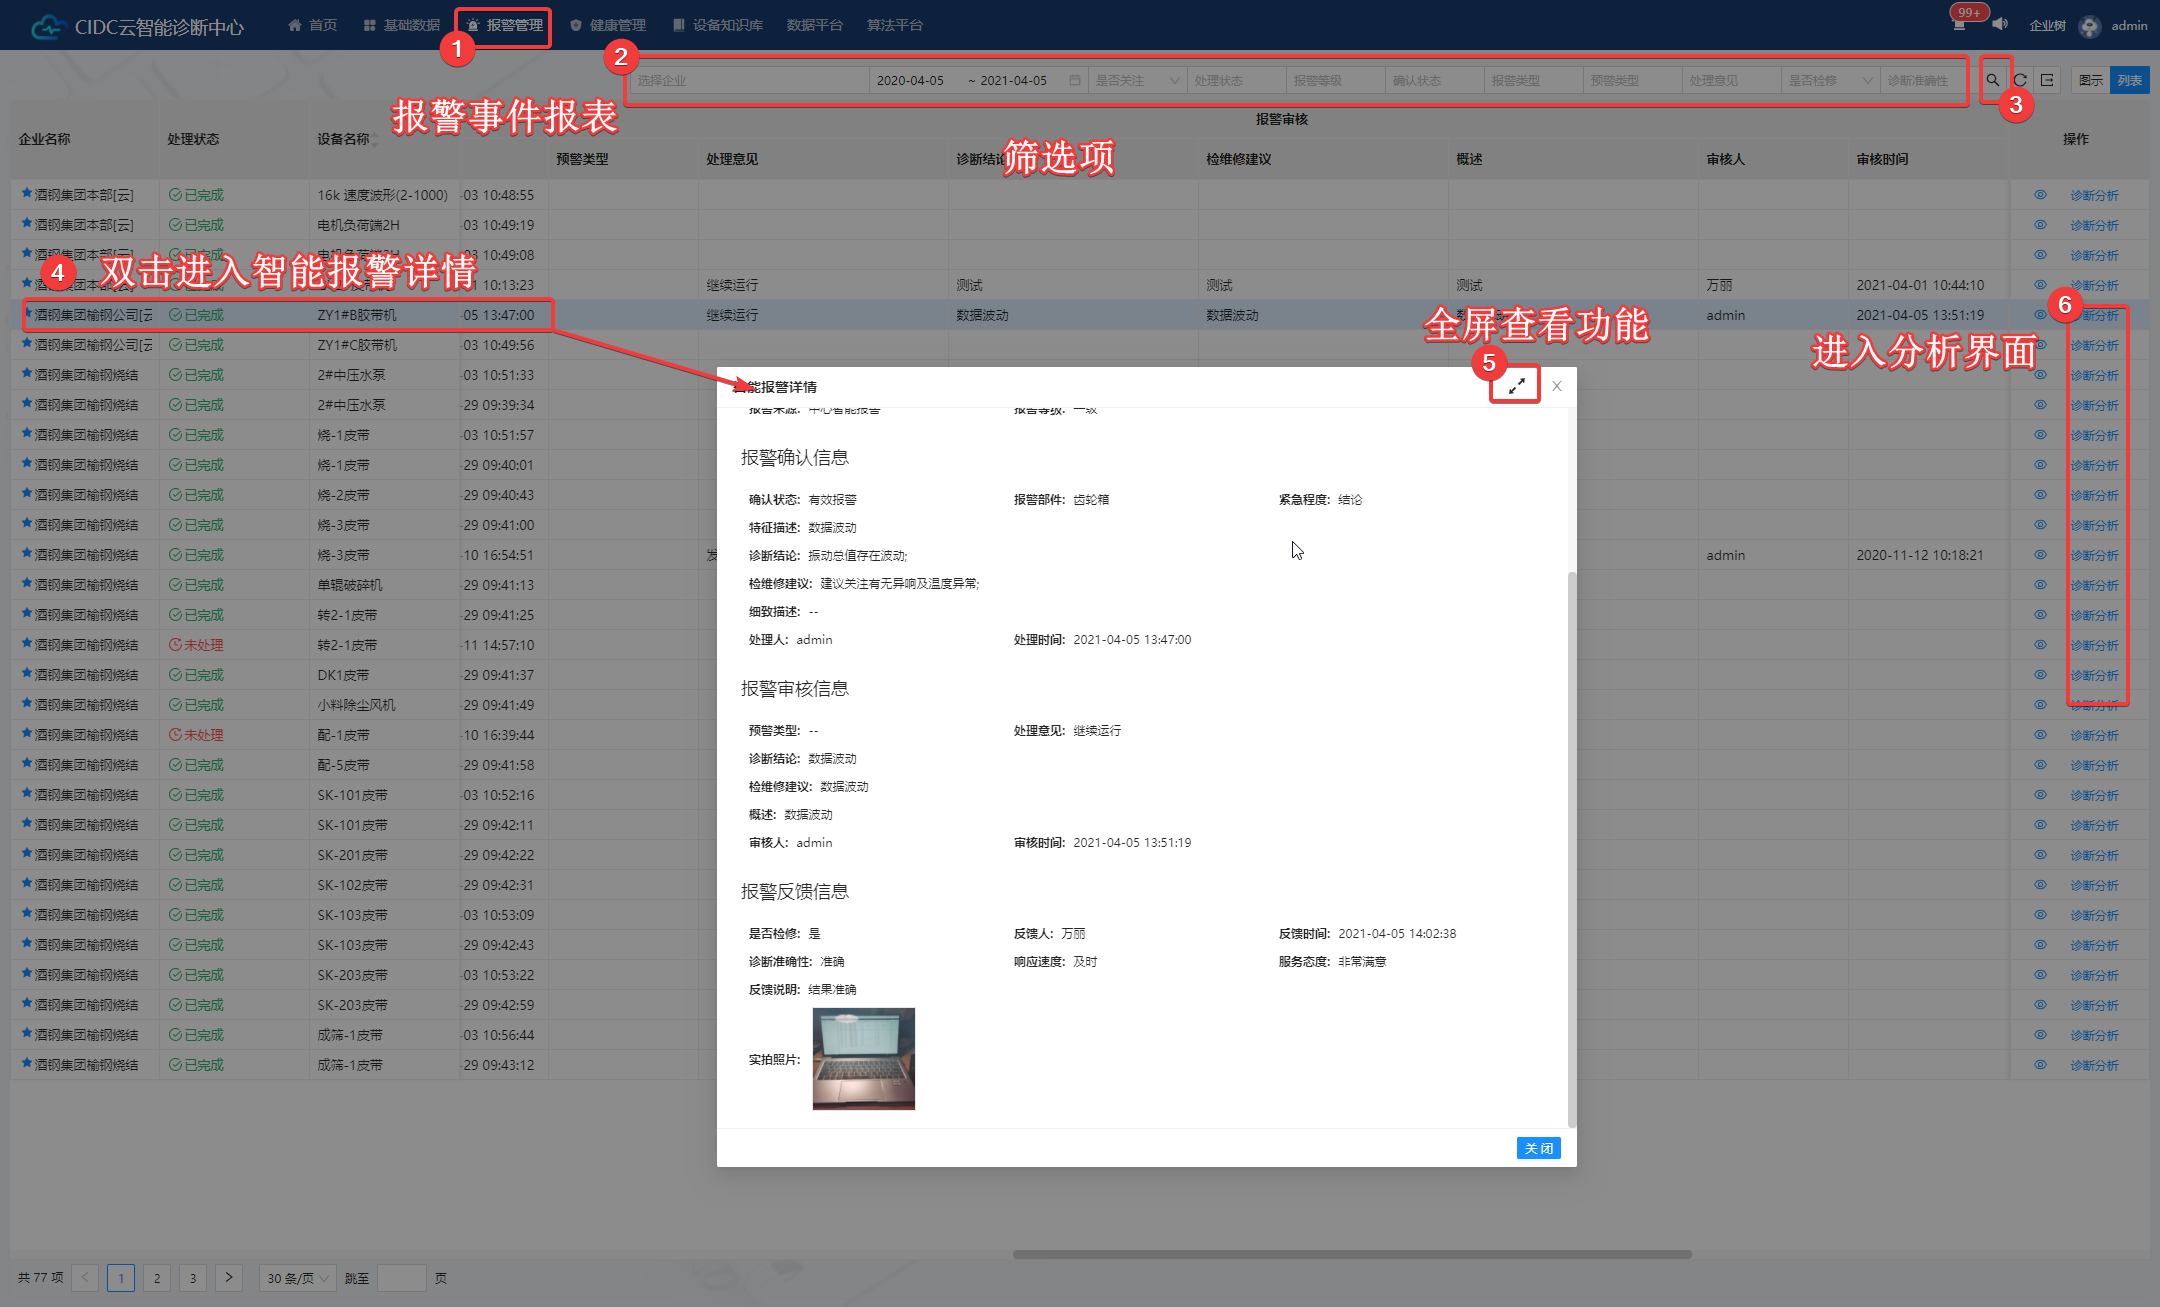 CIDC云智能诊断中心 首页 基础数据 报警管理 健康管理 设备知识库 数据平台 算法平台 99+ 企业树 admin
1
2
选择企业 2020-04-05 ~ 2021-04-05 是否关注 处理状态 报警等级 确认状态 报警类型 预警类型 处理意见 是否检修 诊断准确性 图示 列表
3
报警事件报表
报警审核
企业名称 处理状态 设备名称 操作
预警类型 处理意见 诊断结论 检维修建议 概述 审核人 审核时间
筛选项
酒钢集团本部[云] 已完成 16k 速度波形(2-1000) -03 10:48:55 诊断分析
酒钢集团本部[云] 已完成 电机负荷端2H -03 10:49:19 诊断分析
酒钢集团本部[云] 已完成 电机负荷端2H -03 10:49:08 诊断分析
4 双击进入智能报警详情
10:13:23 继续运行 测试 测试 测试 万丽 2021-04-01 10:44:10 诊断分析
酒钢集团榆钢公司[云 已完成 ZY1#B胶带机 -05 13:47:00 继续运行 数据波动 数据波动 admin 2021-04-05 13:51:19 诊断分析
6
全屏查看功能
5
进入分析界面
酒钢集团榆钢公司[云 已完成 ZY1#C胶带机 -03 10:49:56 诊断分析
酒钢集团榆钢烧结 已完成 2#中压水泵 -03 10:51:33 诊断分析
酒钢集团榆钢烧结 已完成 2#中压水泵 -29 09:39:34 诊断分析
酒钢集团榆钢烧结 已完成 烧-1皮带 -03 10:51:57 诊断分析
酒钢集团榆钢烧结 已完成 烧-1皮带 -29 09:40:01 诊断分析
酒钢集团榆钢烧结 已完成 烧-2皮带 -29 09:40:43 诊断分析
酒钢集团榆钢烧结 已完成 烧-3皮带 -29 09:41:00 诊断分析
酒钢集团榆钢烧结 已完成 烧-3皮带 -10 16:54:51 发 admin 2020-11-12 10:18:21 诊断分析
酒钢集团榆钢烧结 已完成 单辊破碎机 -29 09:41:13 诊断分析
酒钢集团榆钢烧结 已完成 转2-1皮带 -29 09:41:25 诊断分析
酒钢集团榆钢烧结 未处理 转2-1皮带 -11 14:57:10 诊断分析
酒钢集团榆钢烧结 已完成 DK1皮带 -29 09:41:37 诊断分析
酒钢集团榆钢烧结 已完成 小料除尘风机 -29 09:41:49 诊断分析
酒钢集团榆钢烧结 未处理 配-1皮带 -10 16:39:44 诊断分析
酒钢集团榆钢烧结 已完成 配-5皮带 -29 09:41:58 诊断分析
酒钢集团榆钢烧结 已完成 SK-101皮带 -03 10:52:16 诊断分析
酒钢集团榆钢烧结 已完成 SK-101皮带 -29 09:42:11 诊断分析
酒钢集团榆钢烧结 已完成 SK-201皮带 -29 09:42:22 诊断分析
酒钢集团榆钢烧结 已完成 SK-102皮带 -29 09:42:31 诊断分析
酒钢集团榆钢烧结 已完成 SK-103皮带 -03 10:53:09 诊断分析
酒钢集团榆钢烧结 已完成 SK-103皮带 -29 09:42:43 诊断分析
酒钢集团榆钢烧结 已完成 SK-203皮带 -03 10:53:22 诊断分析
酒钢集团榆钢烧结 已完成 SK-203皮带 -29 09:42:59 诊断分析
酒钢集团榆钢烧结 已完成 成筛-1皮带 -03 10:56:44 诊断分析
酒钢集团榆钢烧结 已完成 成筛-1皮带 -29 09:43:12 诊断分析
智能报警详情
报警来源: 中心智能报警 报警等级: 一级
报警确认信息
确认状态: 有效报警 报警部件: 齿轮箱 紧急程度: 结论
特征描述: 数据波动
诊断结论: 振动总值存在波动;
检维修建议: 建议关注有无异响及温度异常;
细致描述: --
处理人: admin 处理时间: 2021-04-05 13:47:00
报警审核信息
预警类型: -- 处理意见: 继续运行
诊断结论: 数据波动
检维修建议: 数据波动
概述: 数据波动
审核人: admin 审核时间: 2021-04-05 13:51:19
报警反馈信息
是否检修: 是 反馈人: 万丽 反馈时间: 2021-04-05 14:02:38
诊断准确性: 准确 响应速度: 及时 服务态度: 非常满意
反馈说明: 结果准确
实拍照片:
关闭
共 77 项 < 1 2 3 > 30 条/页 跳至 页